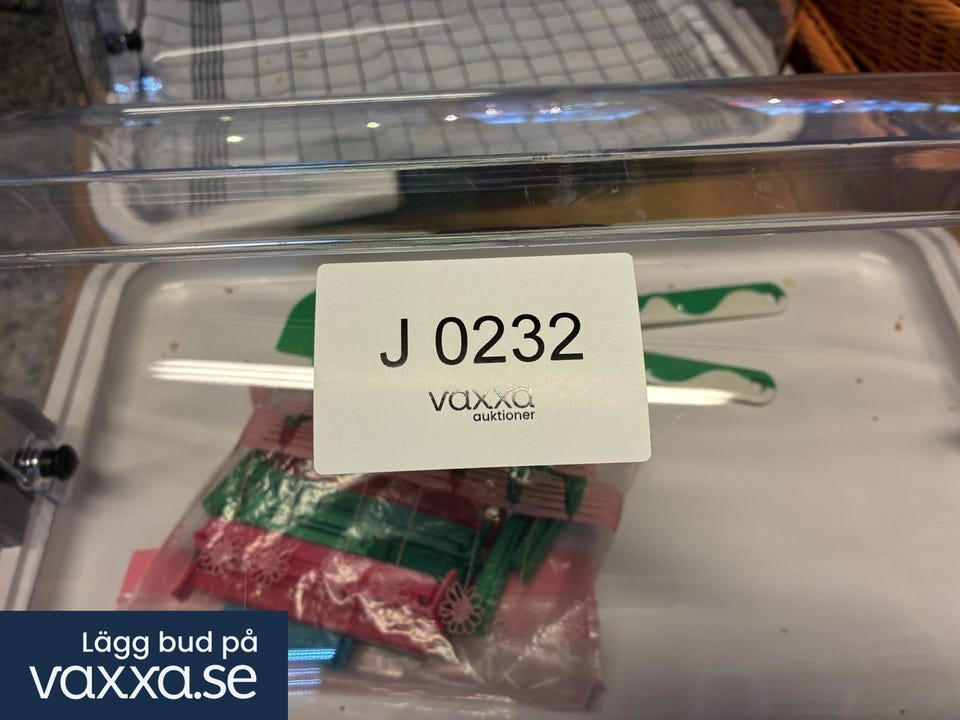 J 0232
vaxxa
auktioner
Lägg bud på
vaxxa.se